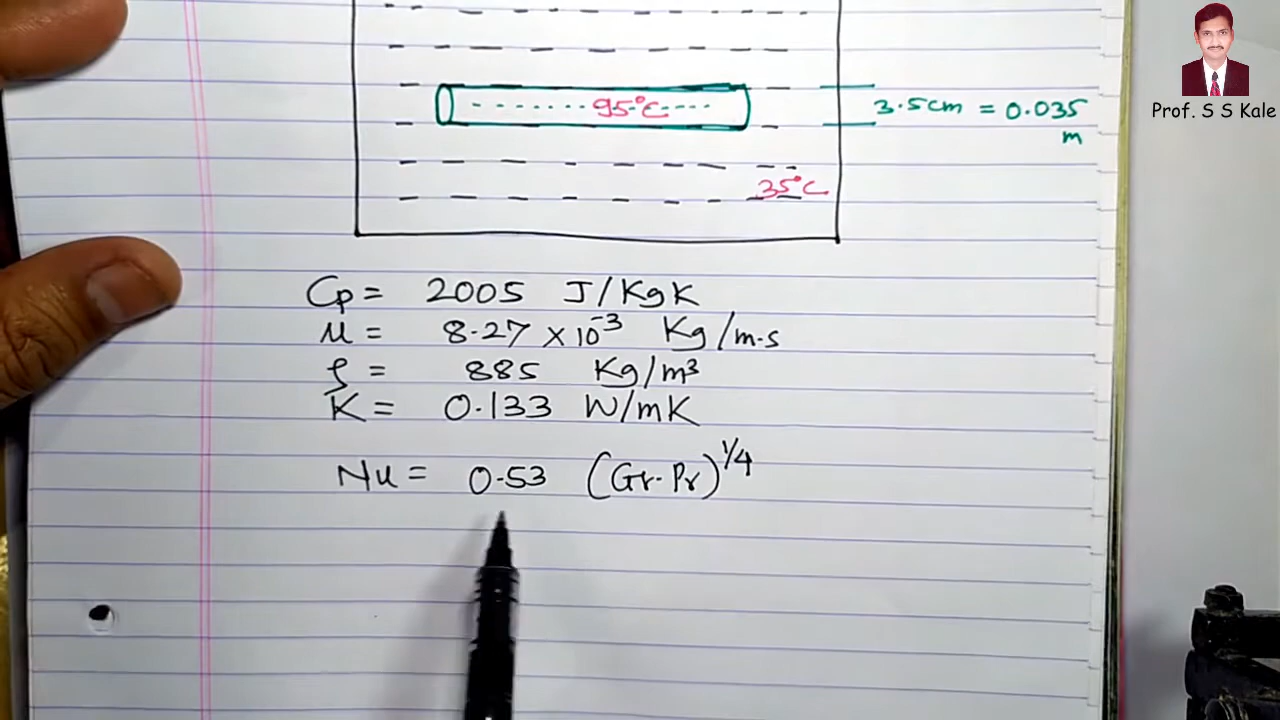 Prof. S S Kale
95°C
3.5cm = 0.035
m
35°C
Cp = 2005 J/KgK
μ = 8.27 x10⁻³ Kg/m.s
ρ = 885 Kg/m³
K = 0.133 W/mK
Nu = 0.53 (Gr.Pr)^1/4